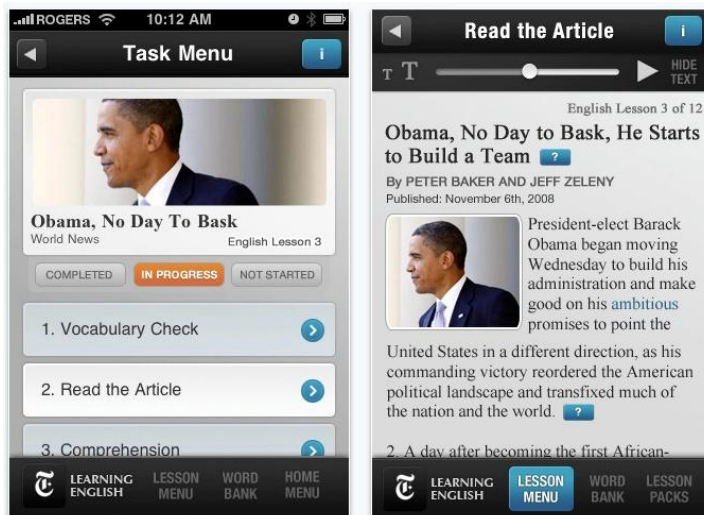 ROGERS 10:12 AM
Task Menu
i
Obama, No Day To Bask
World News
English Lesson 3
COMPLETED
IN PROGRESS
NOT STARTED
1. Vocabulary Check
2. Read the Article
3. Comprehension
T
LEARNING ENGLISH
LESSON MENU
WORD BANK
HOME MENU
Read the Article
i
T T
HIDE TEXT
English Lesson 3 of 12
Obama, No Day to Bask, He Starts
to Build a Team ?
By PETER BAKER AND JEFF ZELENY
Published: November 6th, 2008
President-elect Barack
Obama began moving
Wednesday to build his
administration and make
good on his ambitious
promises to point the
United States in a different direction, as his
commanding victory reordered the American
political landscape and transfixed much of
the nation and the world. ?
2. A day after becoming the first African-
T
LEARNING ENGLISH
LESSON MENU
WORD BANK
LESSON PACKS